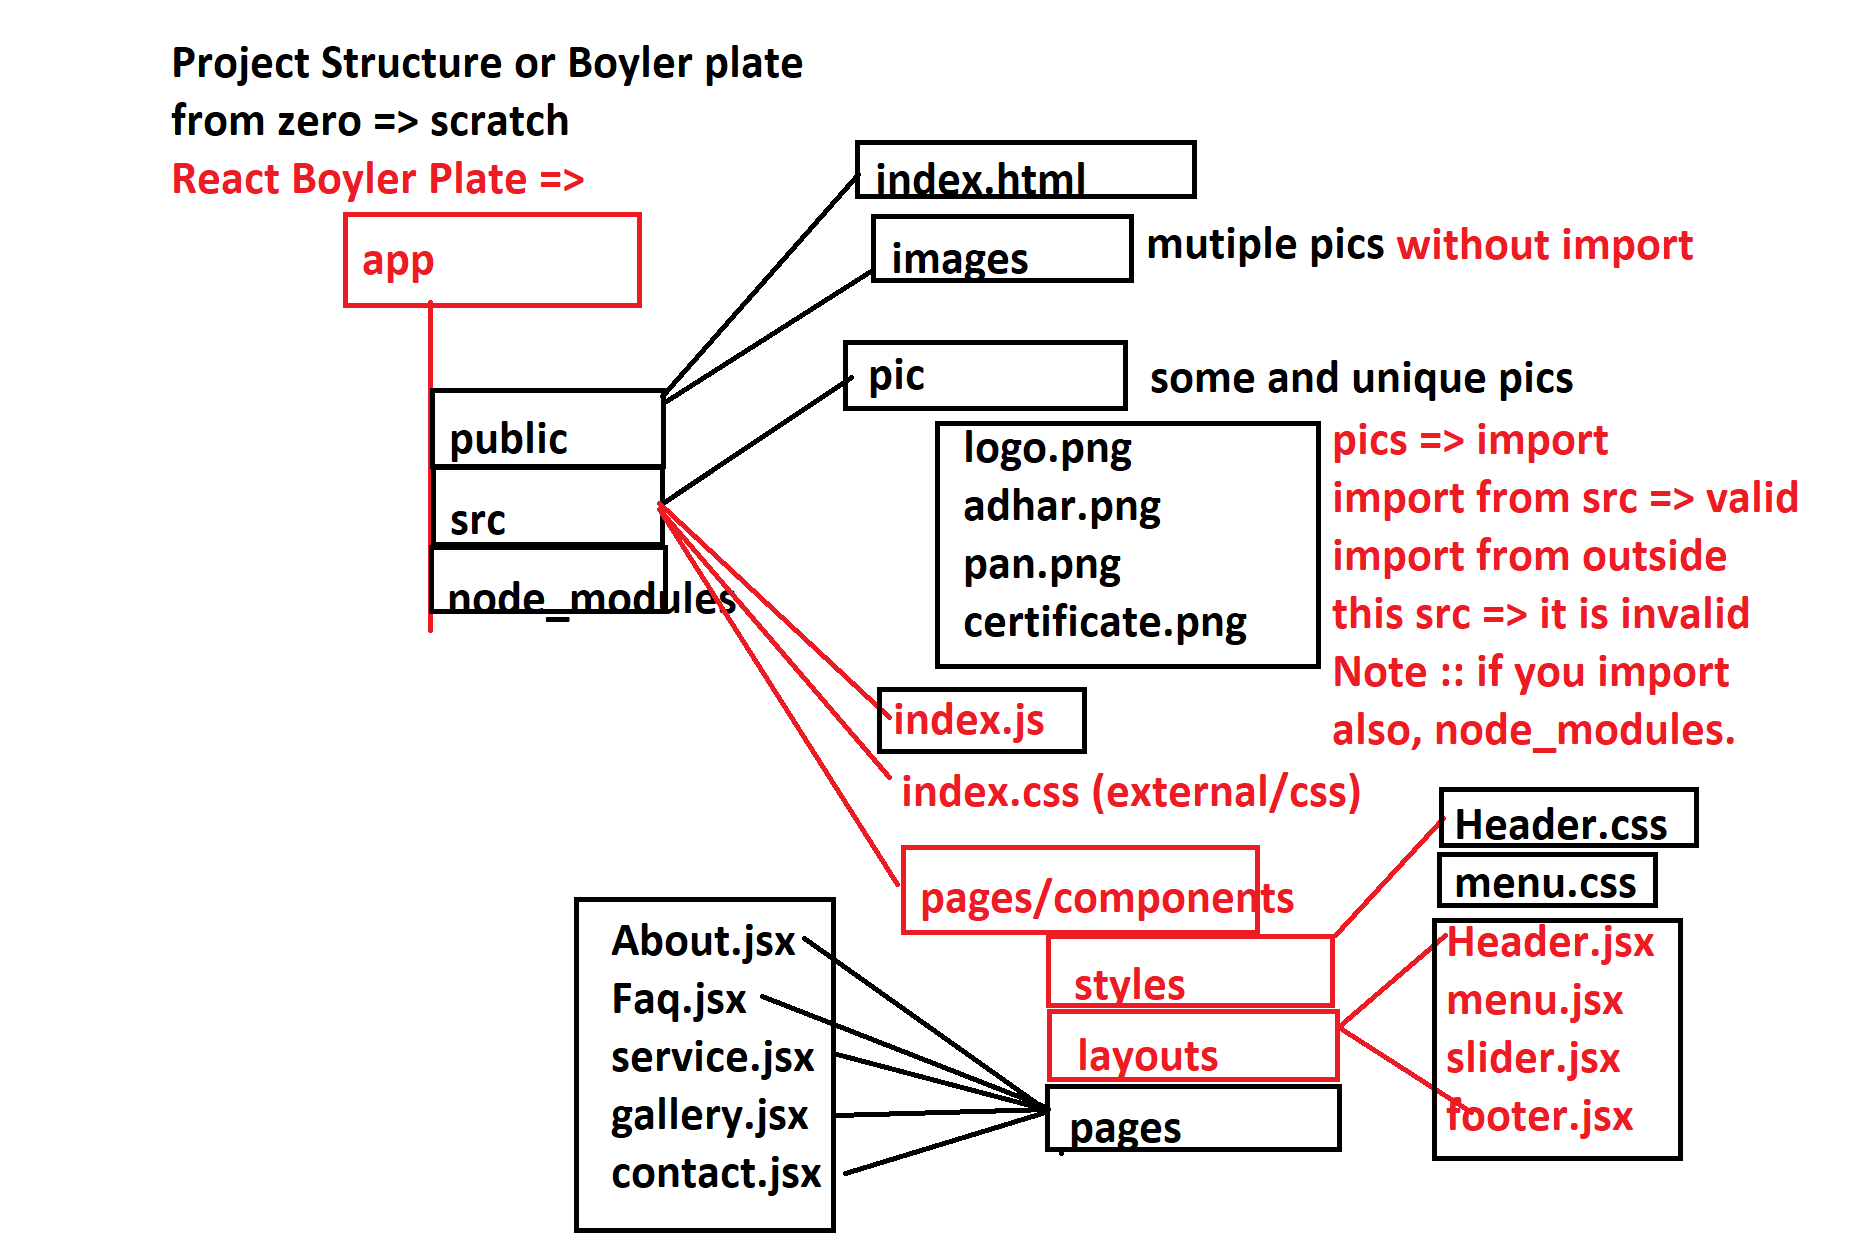 Project Structure or Boyler plate
from zero => scratch
React Boyler Plate =>
app
index.html
images
mutiple pics without import
pic
some and unique pics
public
src
node_modules
logo.png
adhar.png
pan.png
certificate.png
pics => import
import from src => valid
import from outside
this src => it is invalid
Note :: if you import
also, node_modules.
index.js
index.css (external/css)
pages/components
styles
layouts
pages
Header.css
menu.css
Header.jsx
menu.jsx
slider.jsx
footer.jsx
About.jsx
Faq.jsx
service.jsx
gallery.jsx
contact.jsx